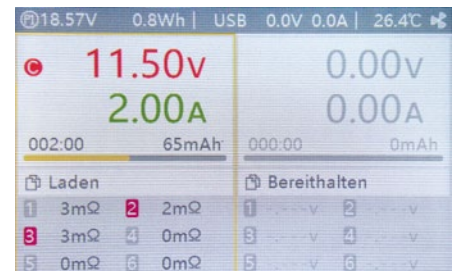 18.57V 0.8Wh | USB 0.0V 0.0A | 26.4℃
C 11.50V 0.00V
2.00A 0.00A
002:00 65mAh 000:00 0mAh
Laden Bereithalten
1 3mΩ 2 2mΩ 1 -.---V 2 -.---V
3 3mΩ 4 0mΩ 3 -.---V 4 -.---V
5 0mΩ 6 0mΩ 5 -.---V 6 -.---V